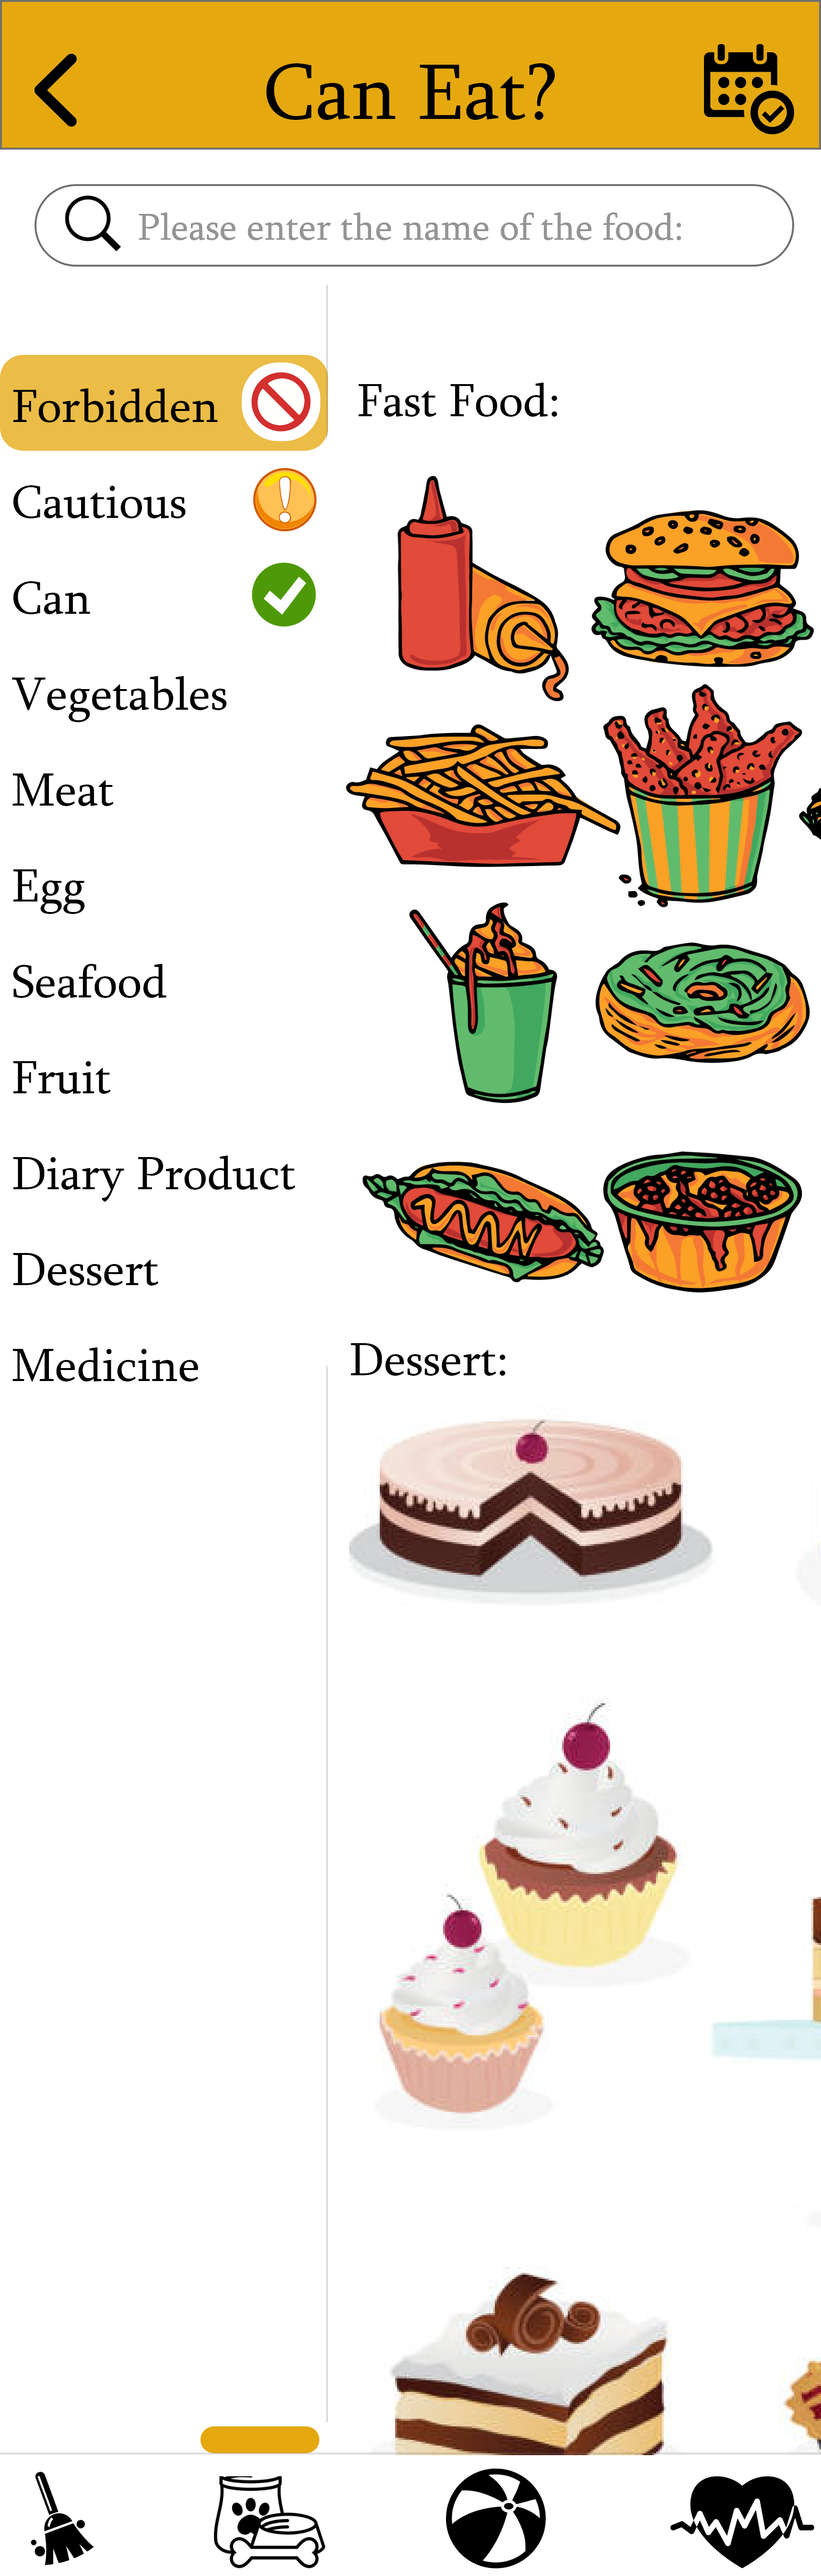 Can Eat?
Please enter the name of the food:
Forbidden
Cautious
Can
Vegetables
Meat
Egg
Seafood
Fruit
Diary Product
Dessert
Medicine
Fast Food:
Dessert: